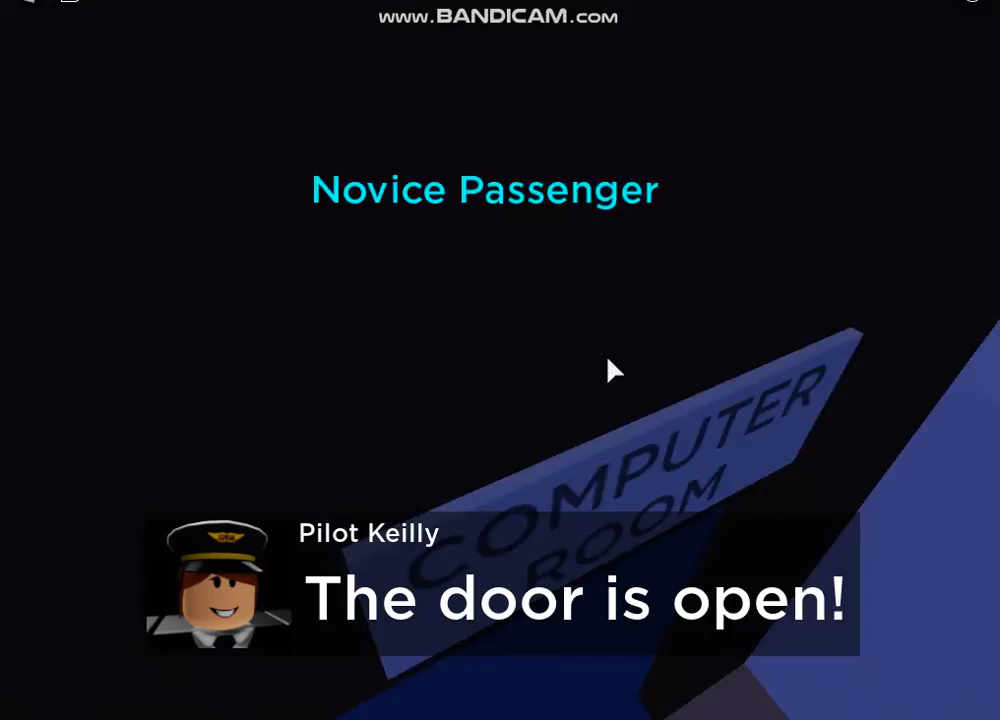 www.BANDICAM.com
Novice Passenger
COMPUTER
ROOM
Pilot Keilly
The door is open!